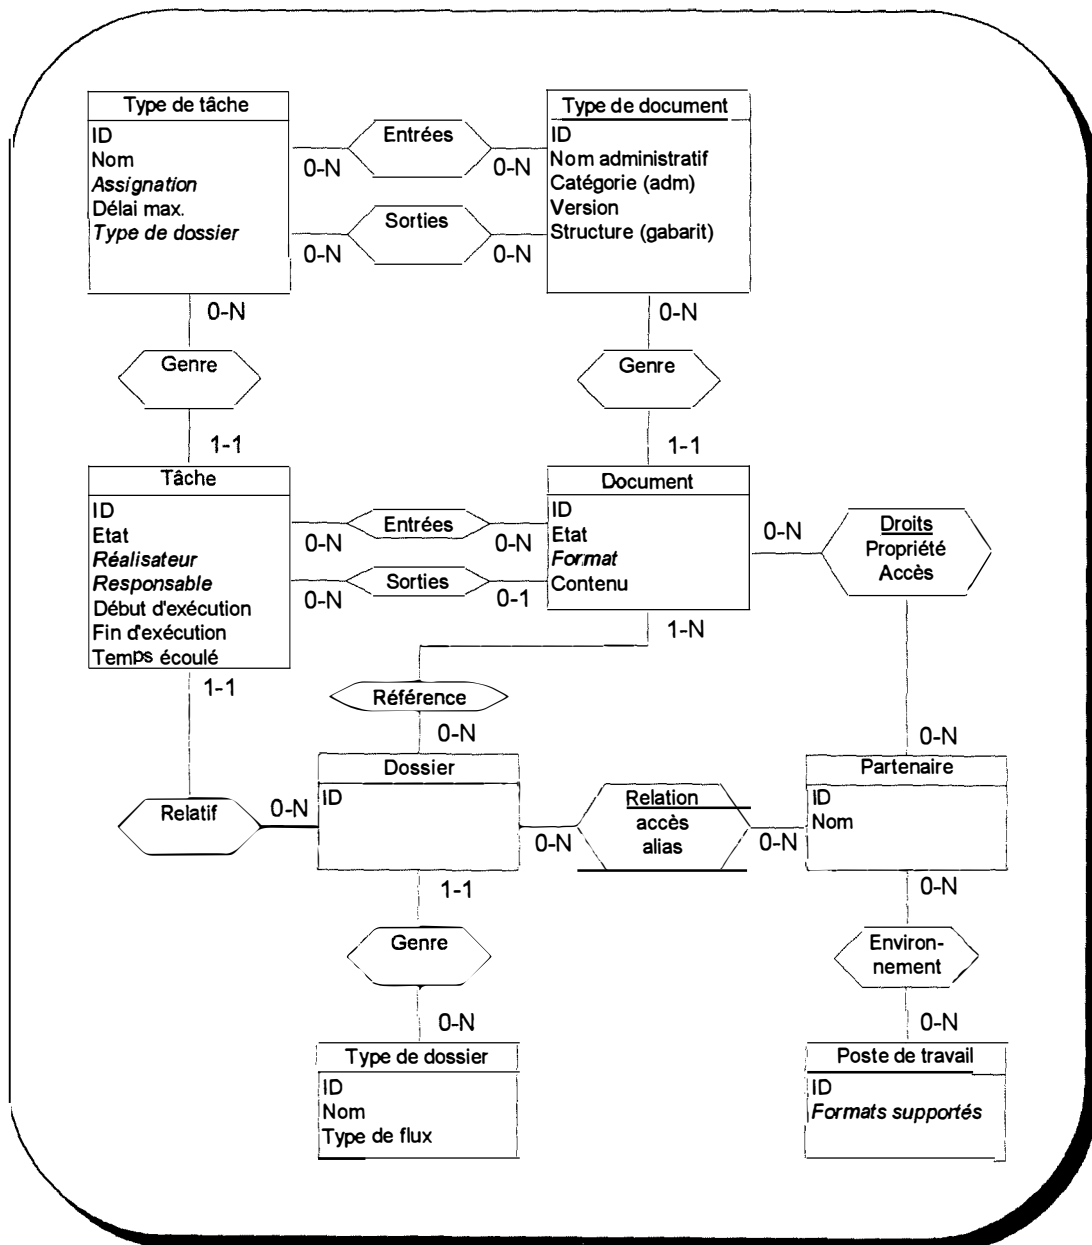 Type de tâche
ID
Nom
Assignation
Délai max.
Type de dossier
0-N
Entrées
0-N
0-N
Sorties
0-N
Type de document
ID
Nom administratif
Catégorie (adm)
Version
Structure (gabarit)
0-N
Genre
1-1
0-N
Genre
1-1
Tâche
ID
Etat
Réalisateur
Responsable
Début d'exécution
Fin d'exécution
Temps écoulé
0-N
Entrées
0-N
0-N
Sorties
0-1
Document
ID
Etat
Format
Contenu
0-N
Droits
Propriété
Accès
1-1
1-N
Référence
0-N
0-N
Relatif
0-N
Dossier
ID
0-N
Relation
accès
alias
0-N
Partenaire
ID
Nom
1-1
Genre
0-N
0-N
Environ-
nement
0-N
Type de dossier
ID
Nom
Type de flux
Poste de travail
ID
Formats supportés